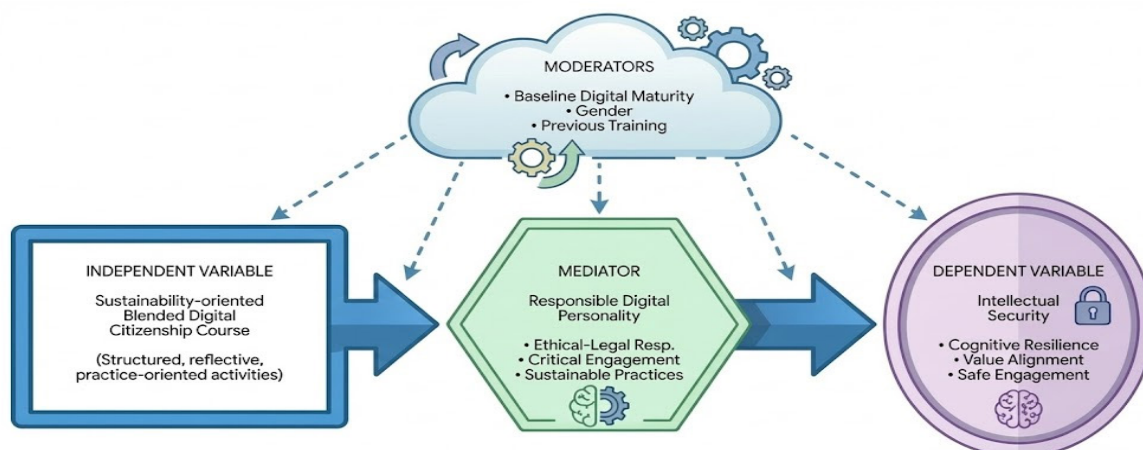 MODERATORS
• Baseline Digital Maturity
• Gender
• Previous Training
INDEPENDENT VARIABLE
Sustainability-oriented
Blended Digital
Citizenship Course
(Structured, reflective,
practice-oriented activities)
MEDIATOR
Responsible Digital
Personality
• Ethical-Legal Resp.
• Critical Engagement
• Sustainable Practices
DEPENDENT VARIABLE
Intellectual
Security
• Cognitive Resilience
• Value Alignment
• Safe Engagement